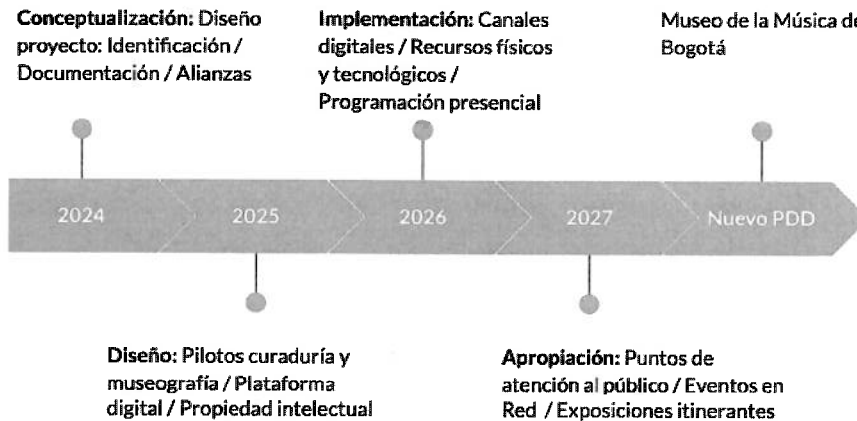 Conceptualización: Diseño
proyecto: Identificación /
Documentación / Alianzas
Implementación: Canales
digitales / Recursos físicos
y tecnológicos /
Programación presencial
Museo de la Música de
Bogotá
2024
2025
2026
2027
Nuevo PDD
Diseño: Pilotos curaduría y
museografía / Plataforma
digital / Propiedad intelectual
Apropiación: Puntos de
atención al público / Eventos en
Red / Exposiciones itinerantes